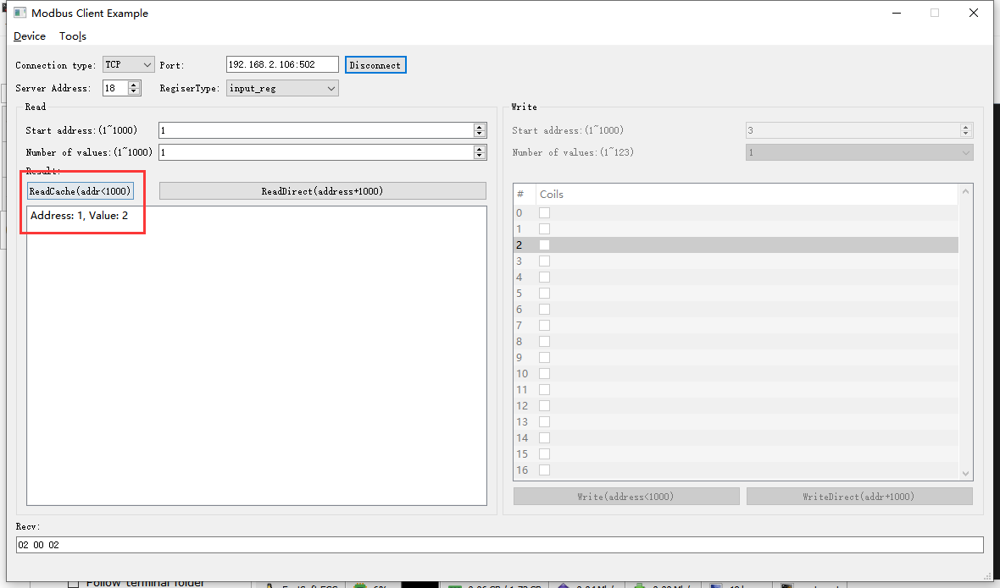 Modbus Client Example
Device Tools
Connection type: TCP Port: 192.168.2.106:502 Disconnect
Server Address: 18 RegiserType: input_reg
Read
Start address:(1~1000) 1
Number of values:(1~1000) 1
Result:
ReadCache(addr<1000) ReadDirect(address+1000)
Address: 1, Value: 2
Write
Start address:(1~1000) 3
Number of values:(1~123) 1
# Coils
0
1
2
3
4
5
6
7
8
9
10
11
12
13
14
15
16
Write(address<1000) WriteDirect(addr+1000)
Recv:
02 00 02
Follow terminal folder